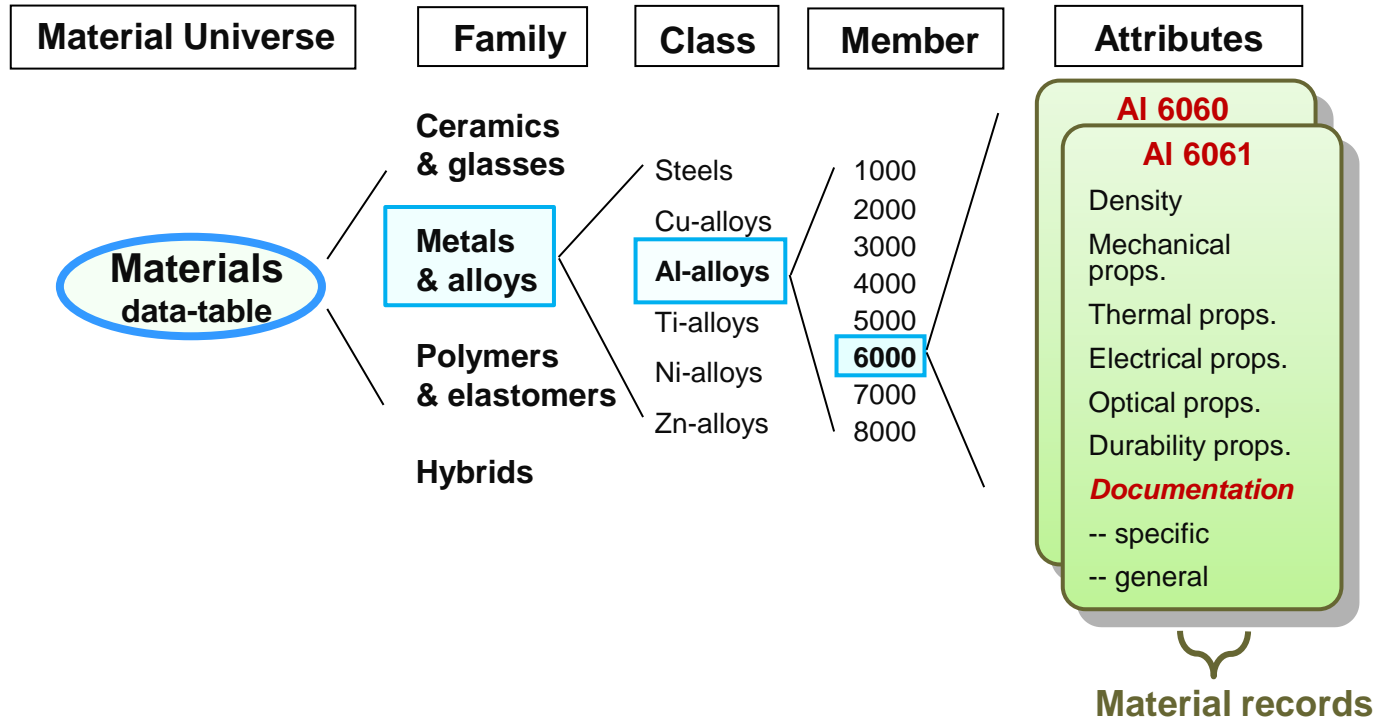 Material Universe
Family
Class
Member
Attributes
Materials
data-table
Ceramics
& glasses
Metals
& alloys
Polymers
& elastomers
Hybrids
Steels
Cu-alloys
Al-alloys
Ti-alloys
Ni-alloys
Zn-alloys
1000
2000
3000
4000
5000
6000
7000
8000
Al 6060
Al 6061
Density
Mechanical
props.
Thermal props.
Electrical props.
Optical props.
Durability props.
Documentation
-- specific
-- general
Material records